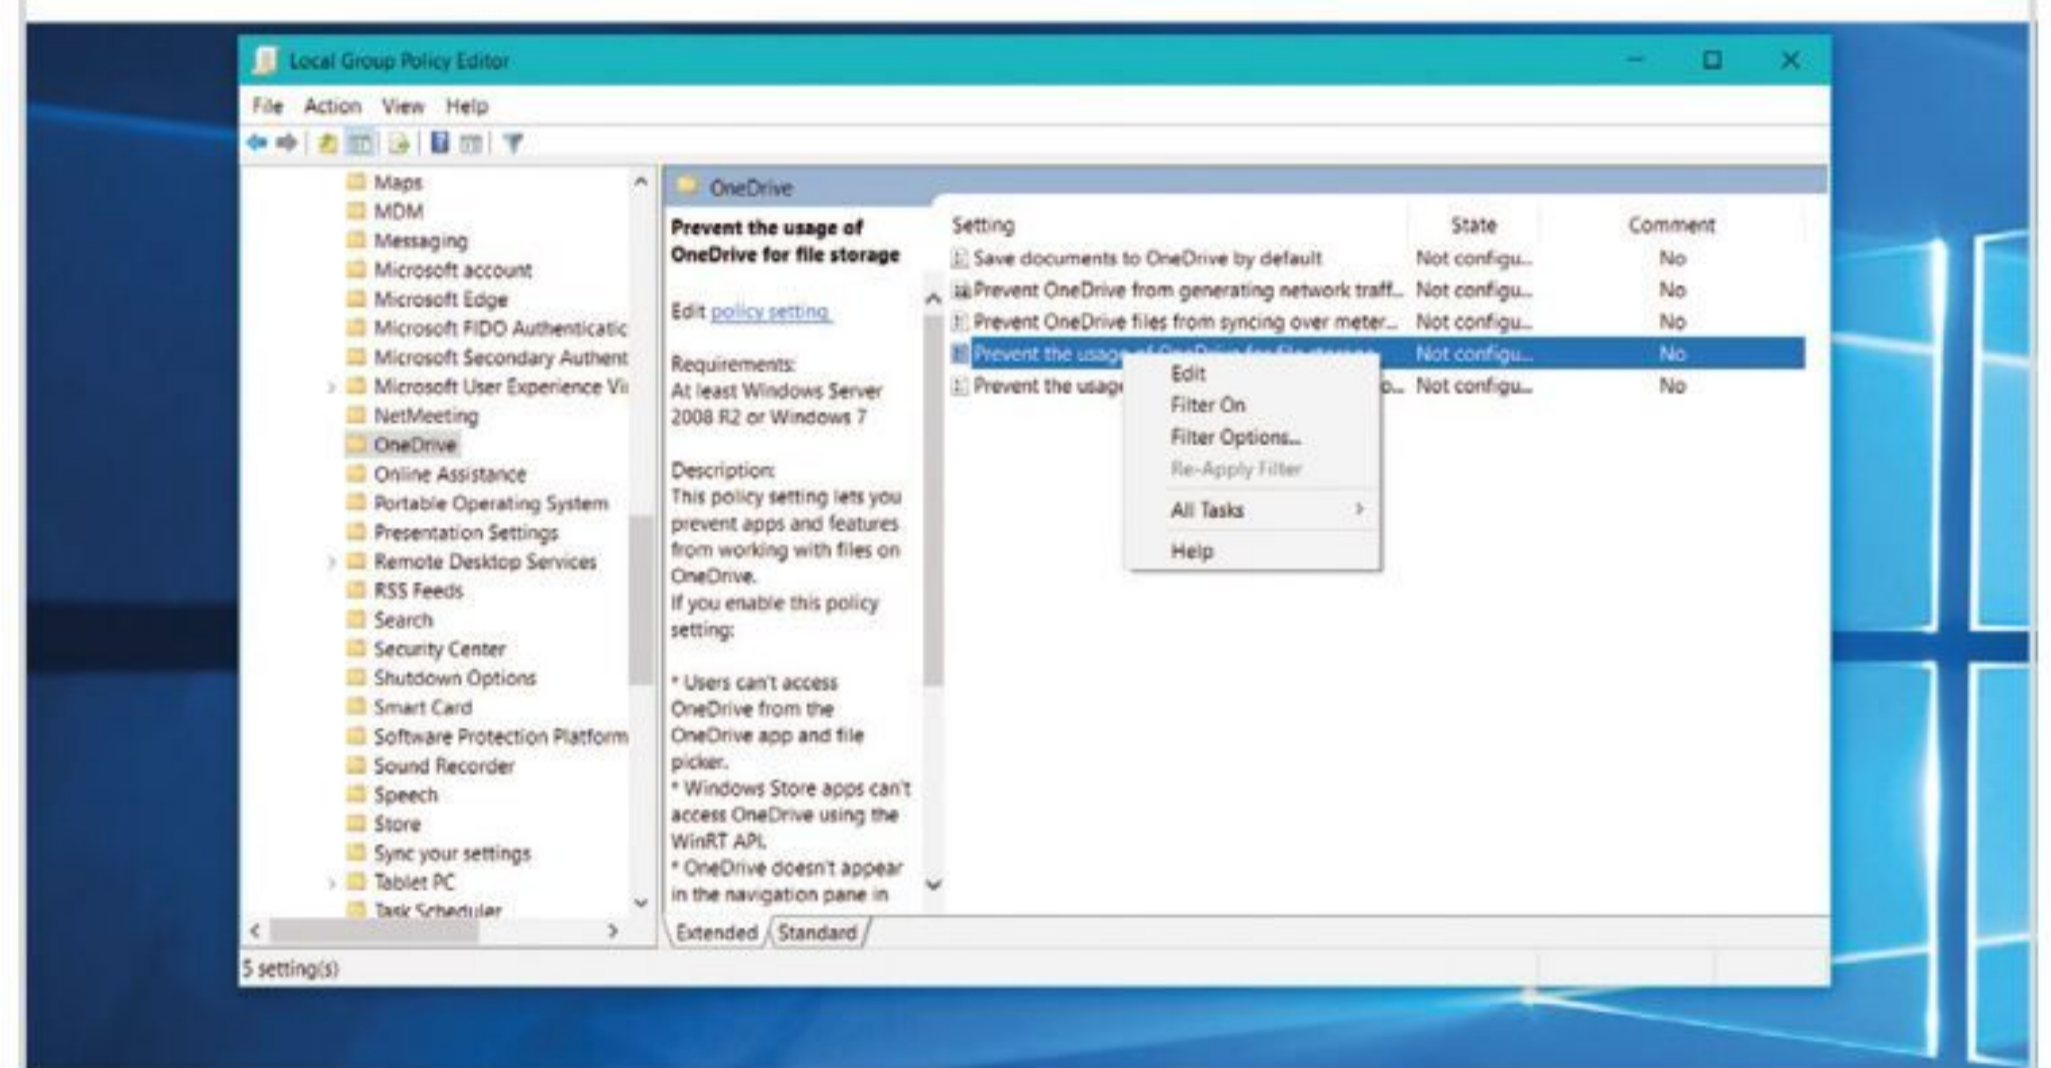 Local Group Policy Editor
File Action View Help
Maps
MDM
Messaging
Microsoft account
Microsoft Edge
Microsoft FIDO Authenticatic
Microsoft Secondary Authent
Microsoft User Experience Vi
NetMeeting
OneDrive
Online Assistance
Portable Operating System
Presentation Settings
Remote Desktop Services
RSS Feeds
Search
Security Center
Shutdown Options
Smart Card
Software Protection Platform
Sound Recorder
Speech
Store
Sync your settings
Tablet PC
Task Scheduler
OneDrive
Prevent the usage of
OneDrive for file storage
Edit policy setting
Requirements:
At least Windows Server
2008 R2 or Windows 7
Description:
This policy setting lets you
prevent apps and features
from working with files on
OneDrive.
If you enable this policy
setting:
* Users can't access
OneDrive from the
OneDrive app and file
picker.
* Windows Store apps can't
access OneDrive using the
WinRT API.
* OneDrive doesn't appear
in the navigation pane in
Setting State Comment
Save documents to OneDrive by default Not configu... No
Prevent OneDrive from generating network traff... Not configu... No
Prevent OneDrive files from syncing over meter... Not configu... No
Prevent the usage of OneDrive for file storage Not configu... No
Prevent the usag o... Not configu... No
Edit
Filter On
Filter Options...
Re-Apply Filter
All Tasks
Help
Extended Standard
5 setting(s)